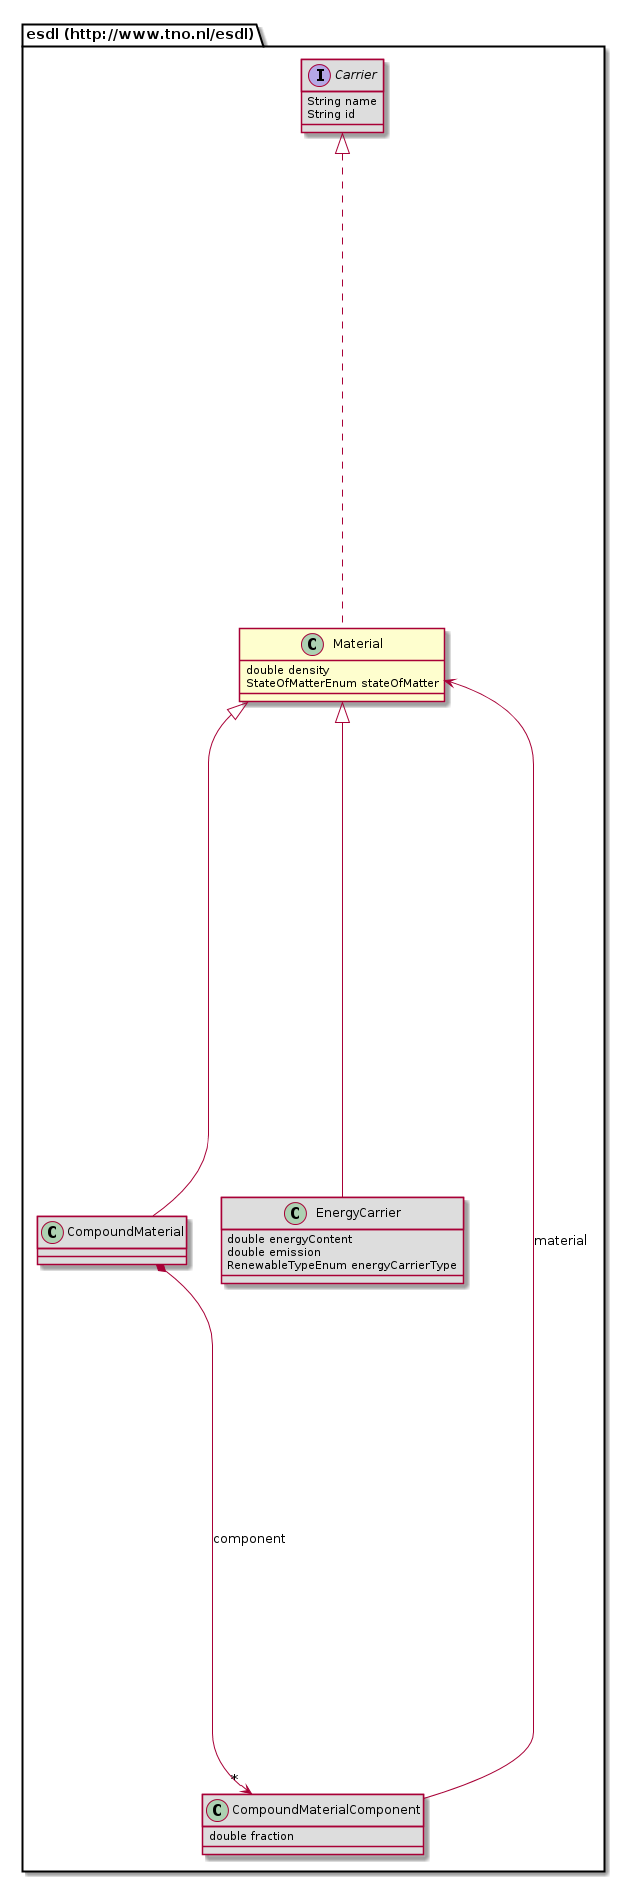 esdl (http://www.tno.nl/esdl)
I Carrier
String name
String id
C Material
double density
StateOfMatterEnum stateOfMatter
C CompoundMaterial
C EnergyCarrier
double energyContent
double emission
RenewableTypeEnum energyCarrierType
material
component
*
C CompoundMaterialComponent
double fraction